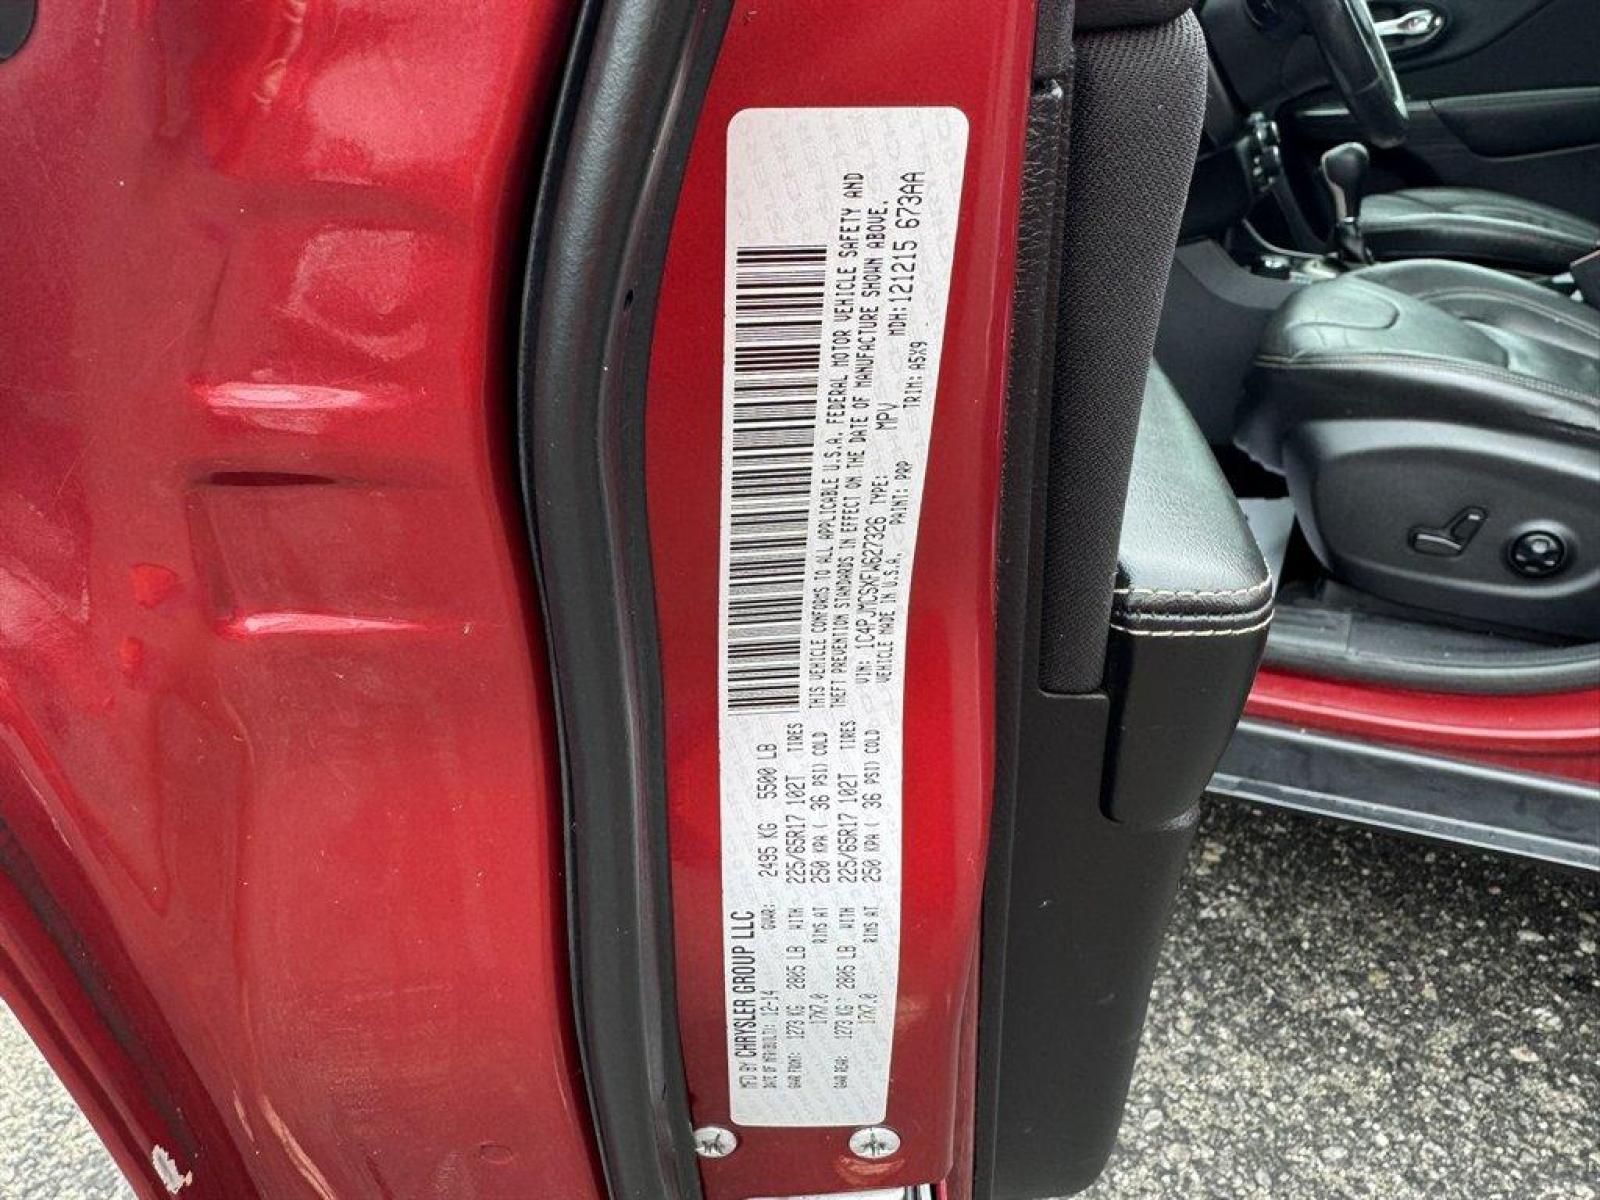 MFD BY CHRYSLER GROUP LLC
DATE OF MFR(BUILT): 12-14 GVWR: 2495 KG 5500 LB
GAWR FRONT: 1273 KG 2805 LB WITH 225/65R17 102T TIRES
17X7.0 RIMS AT 250 KPA ( 36 PSI) COLD
GAWR REAR: 1273 KG 2805 LB WITH 225/65R17 102T TIRES
17X7.0 RIMS AT 250 KPA ( 36 PSI) COLD
THIS VEHICLE CONFORMS TO ALL APPLICABLE U.S.A. FEDERAL MOTOR VEHICLE SAFETY AND
THEFT PREVENTION STANDARDS IN EFFECT ON THE DATE OF MANUFACTURE SHOWN ABOVE.
VIN: 1C4PJMCSXFW627326 TYPE: MPV MDH:121215 673AA
VEHICLE MADE IN U.S.A. PAINT: PRP TRIM: A5X9